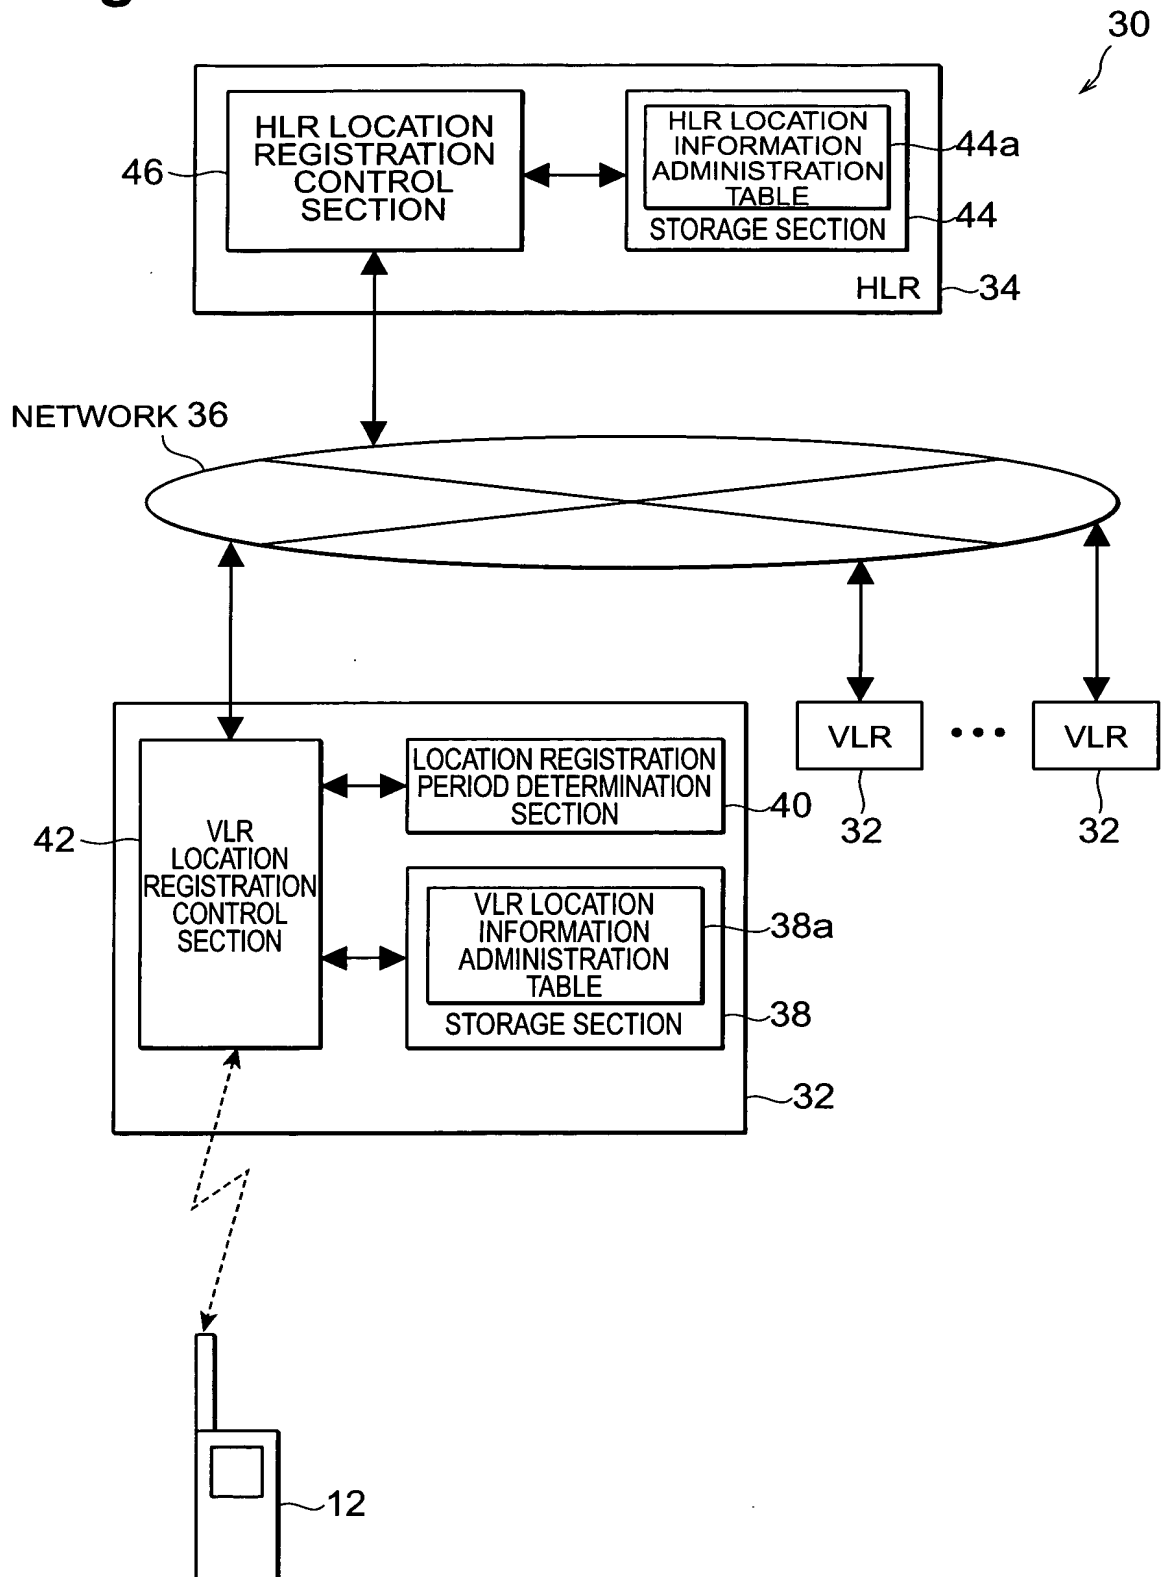 30
HLR LOCATION
REGISTRATION
CONTROL
SECTION
46
HLR LOCATION
INFORMATION
ADMINISTRATION
TABLE
44a
STORAGE SECTION
44
HLR
34
NETWORK 36
VLR
VLR
32
32
LOCATION REGISTRATION
PERIOD DETERMINATION
SECTION
40
42
VLR
LOCATION
REGISTRATION
CONTROL
SECTION
VLR LOCATION
INFORMATION
ADMINISTRATION
TABLE
38a
STORAGE SECTION
38
32
12